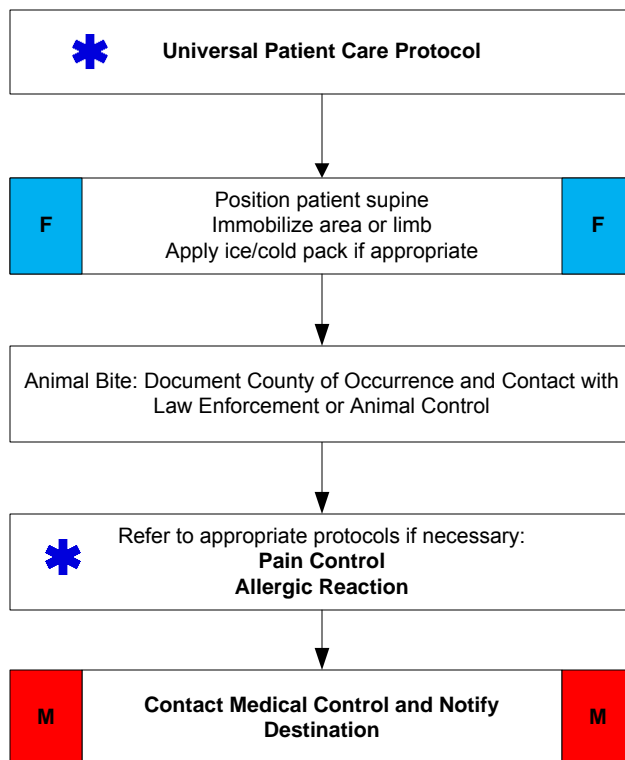 Universal Patient Care Protocol
F
Position patient supine
Immobilize area or limb
Apply ice/cold pack if appropriate
F
Animal Bite: Document County of Occurrence and Contact with
Law Enforcement or Animal Control
Refer to appropriate protocols if necessary:
Pain Control
Allergic Reaction
M
Contact Medical Control and Notify
Destination
M